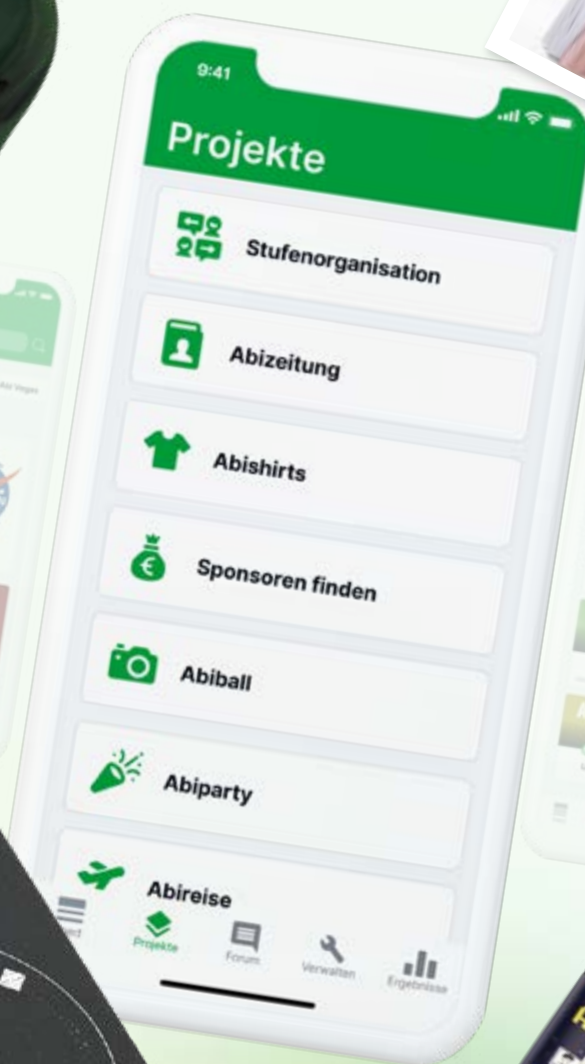 9:41
Projekte
Stufenorganisation
Abizeitung
Abishirts
Sponsoren finden
Abiball
Abiparty
Abireise
Projekte
Forum
Verwalten
Ergebnisse